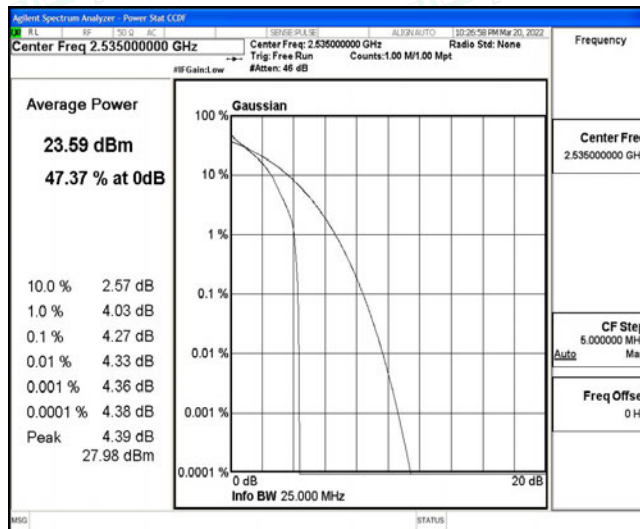 Agilent Spectrum Analyzer - Power Stat CCDF
RL RF 50 Ω AC SENSE:PULSE ALIGN AUTO 10:26:58 PM Mar 20, 2022
Center Freq 2.535000000 GHz
Center Freq: 2.535000000 GHz Radio Std: None
Trig: Free Run Counts:1.00 M/1.00 Mpt
#IFGain:Low #Atten: 46 dB
Frequency
Average Power
23.59 dBm
47.37 % at 0dB
10.0 % 2.57 dB
1.0 % 4.03 dB
0.1 % 4.27 dB
0.01 % 4.33 dB
0.001 % 4.36 dB
0.0001 % 4.38 dB
Peak 4.39 dB
27.98 dBm
Gaussian
100 %
10 %
1 %
0.1 %
0.01 %
0.001 %
0.0001 %
0 dB 20 dB
Info BW 25.000 MHz
Center Fre
2.535000000 GH
CF Ste
5.000000 MH
Auto Ma
Freq Offse
0 H
MSG STATUS